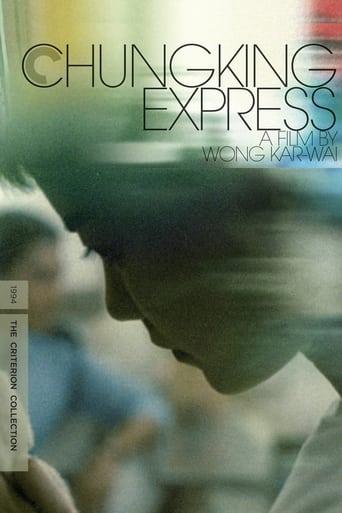 CHUNGKING
EXPRESS
A FILM BY
WONG KAR-WAI
1994
THE CRITERION COLLECTION